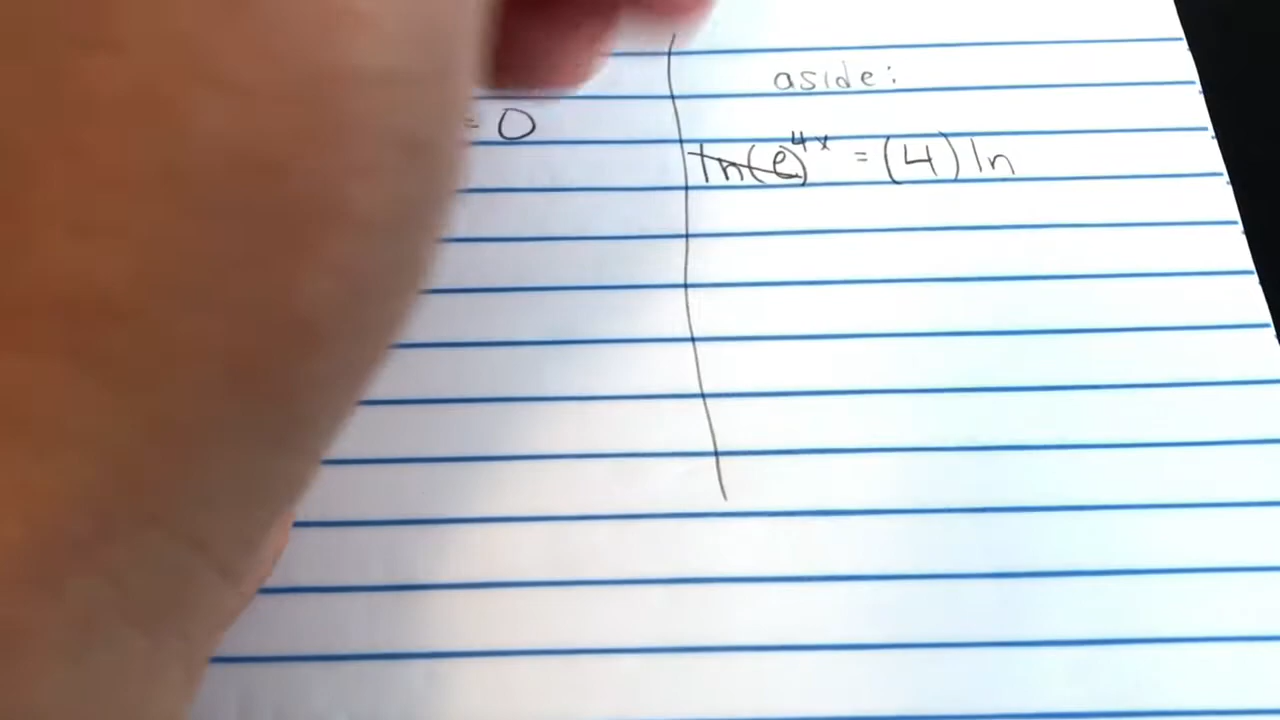 aside:
= 0
ln(e)^4x = (4) ln